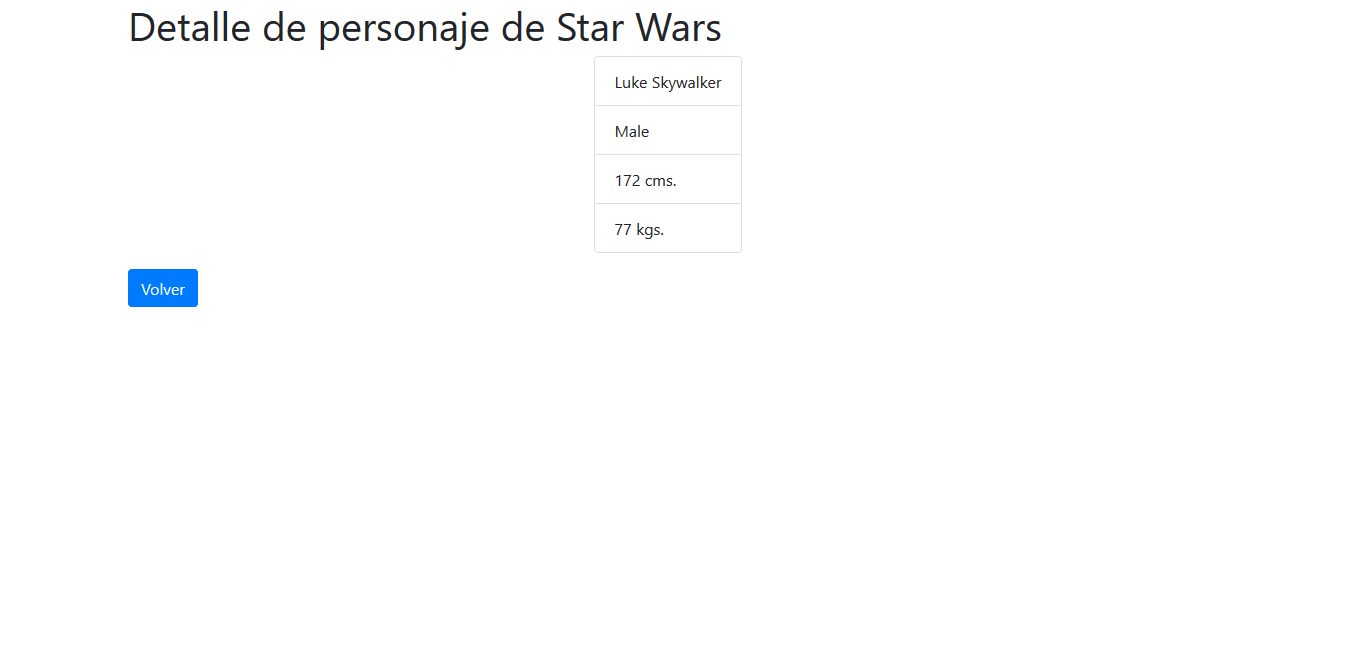 Detalle de personaje de Star Wars
Luke Skywalker
Male
172 cms.
77 kgs.
Volver